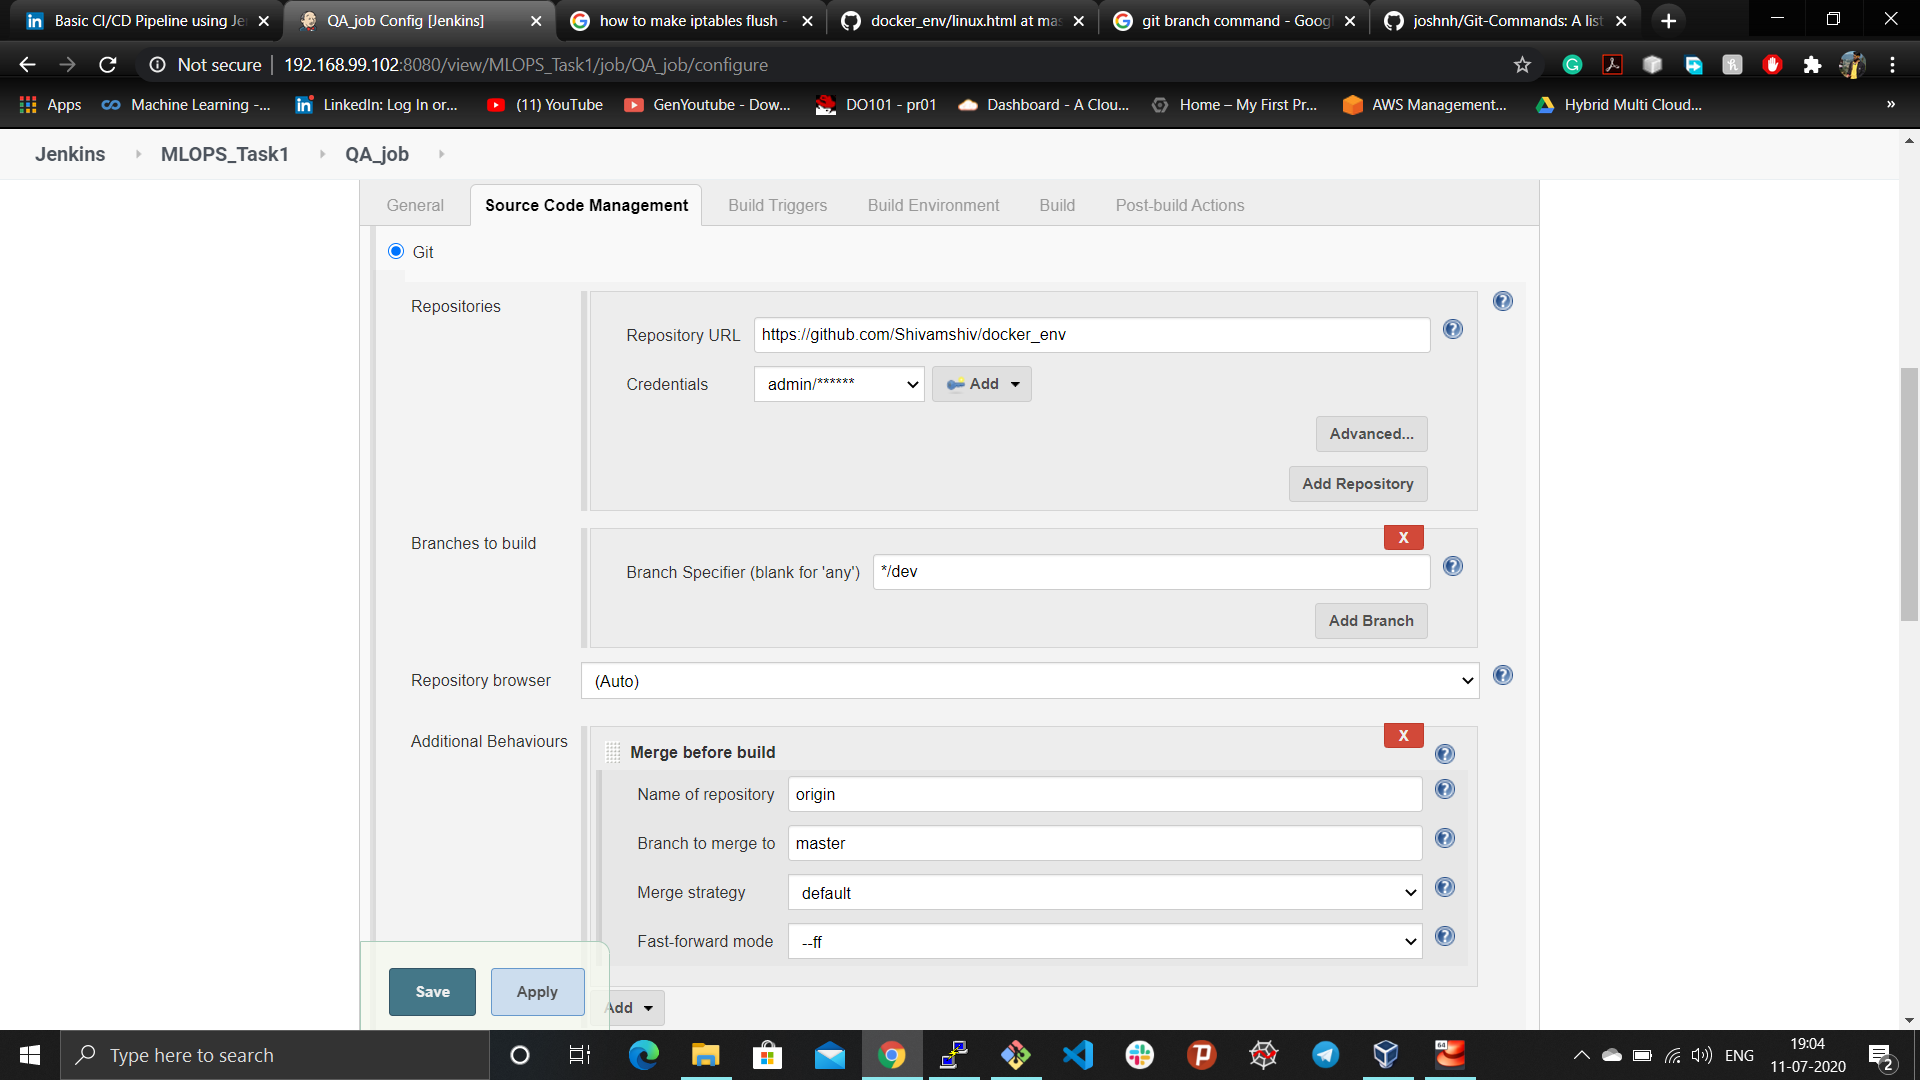 Basic CI/CD Pipeline using Je
QA_job Config [Jenkins]
how to make iptables flush -
docker_env/linux.html at mas
git branch command - Googl
joshnh/Git-Commands: A list
Not secure
192.168.99.102:8080/view/MLOPS_Task1/job/QA_job/configure
Apps
Machine Learning -...
LinkedIn: Log In or...
(11) YouTube
GenYoutube - Dow...
DO101 - pr01
Dashboard - A Clou...
Home – My First Pr...
AWS Management...
Hybrid Multi Cloud...
»
Jenkins
MLOPS_Task1
QA_job
General
Source Code Management
Build Triggers
Build Environment
Build
Post-build Actions
Git
Repositories
Repository URL
https://github.com/Shivamshiv/docker_env
Credentials
admin/******
Add
Advanced...
Add Repository
Branches to build
X
Branch Specifier (blank for 'any')
*/dev
Add Branch
Repository browser
(Auto)
Additional Behaviours
X
Merge before build
Name of repository
origin
Branch to merge to
master
Merge strategy
default
Fast-forward mode
--ff
Save
Apply
Add
Type here to search
ENG
19:04
11-07-2020
2